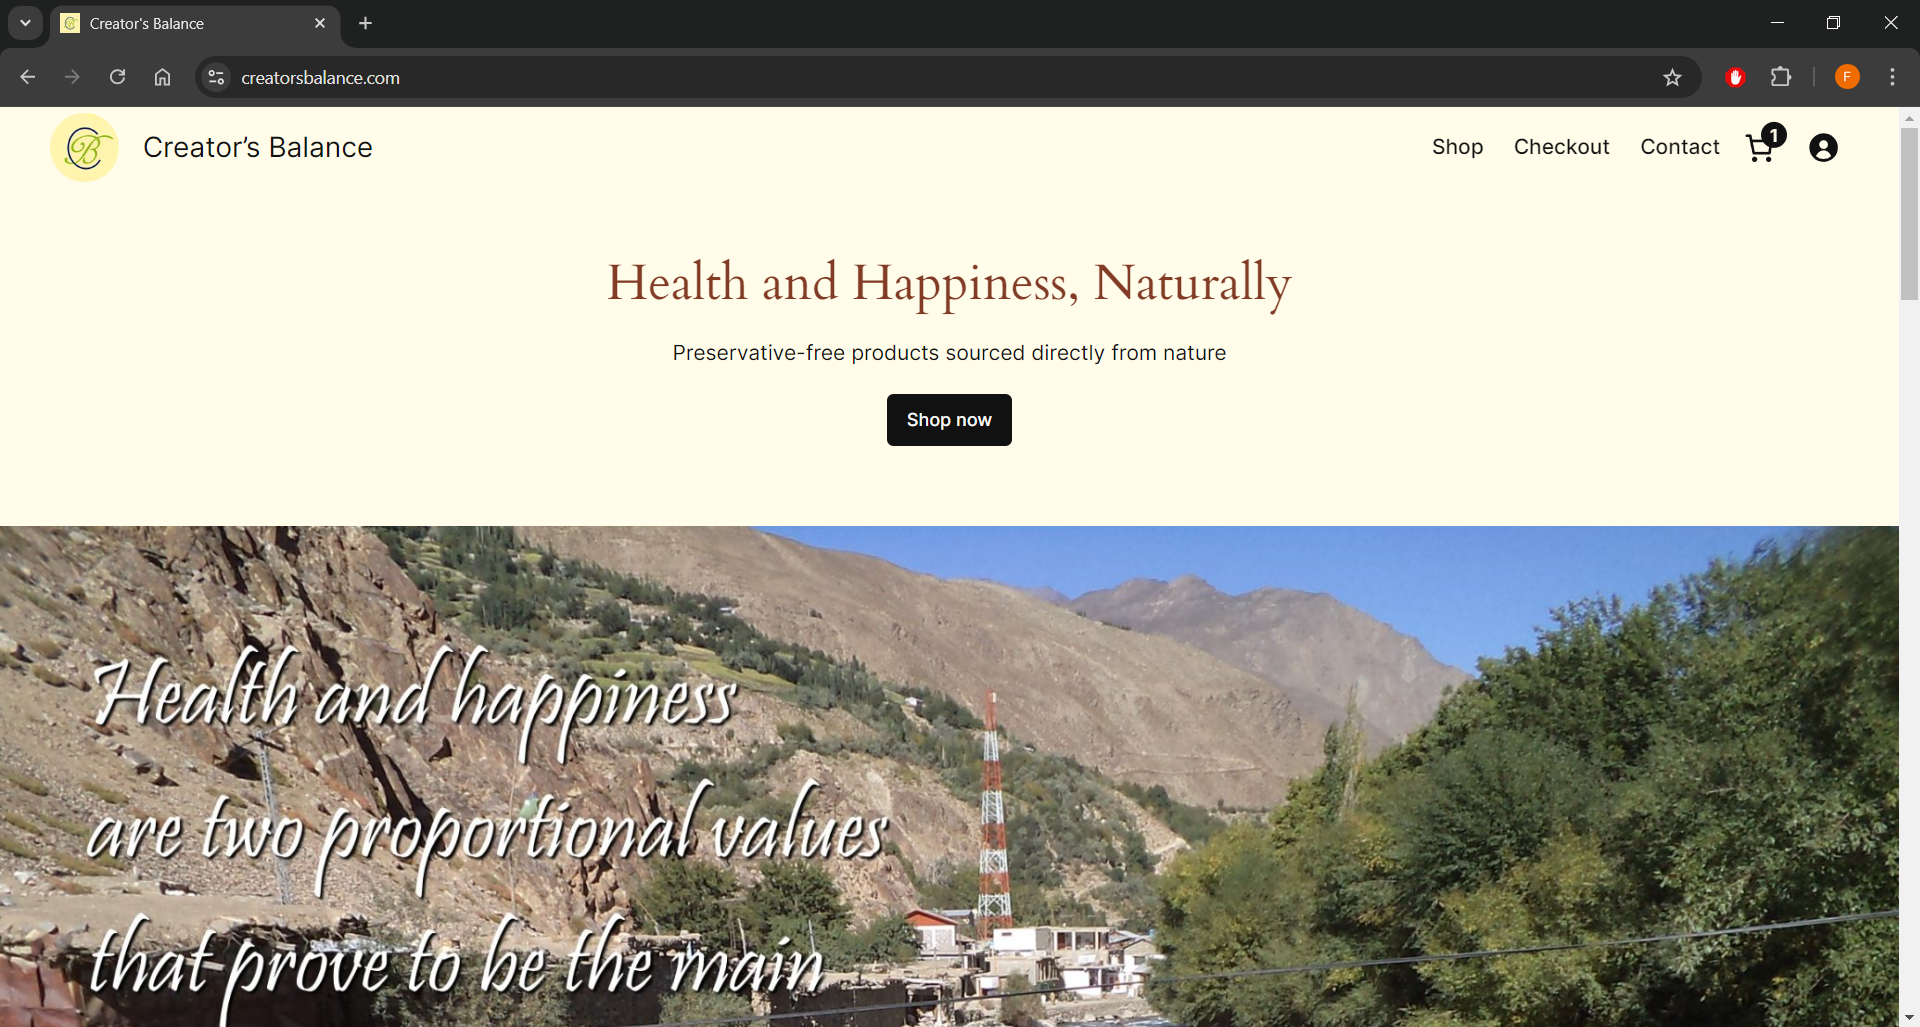 Creator's Balance
creatorsbalance.com
F
CB
Creator’s Balance
Shop Checkout Contact 1
Health and Happiness, Naturally
Preservative-free products sourced directly from nature
Shop now
Health and happiness
are two proportional values
that prove to be the main